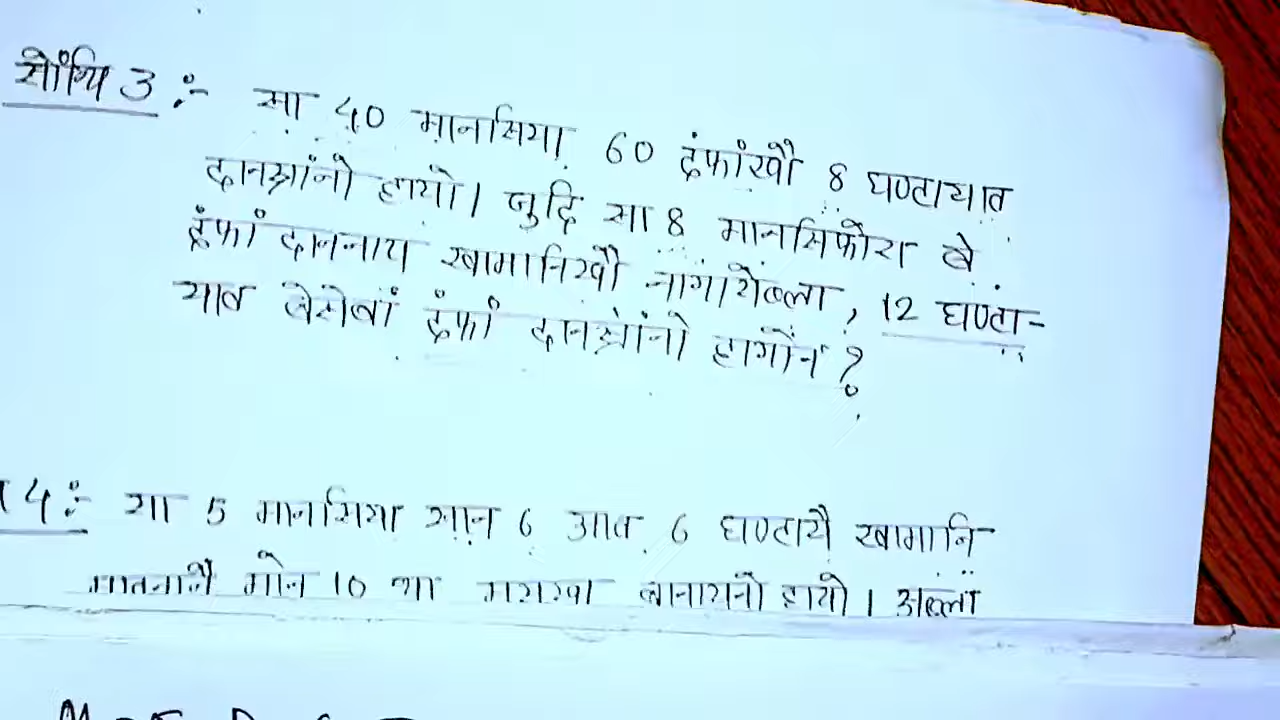 सोंथि 3 :- सा 40 मानसिया 60 दंफांखौ 8 घण्टायाव
दानस्रांनो हायो। जुदि सा 8 मानसिफोरा बे
दंफां दाननाय खामानिखौ नागारोब्ला, 12 घण्टा-
याव बेसेबां दंफां दानस्रांनो हागौन ?
4 :- सा 5 मानसिया सान 6 आव 6 घण्टायै खामानि
मावनानै मोन 10 बानायनो हायो। अब्ला